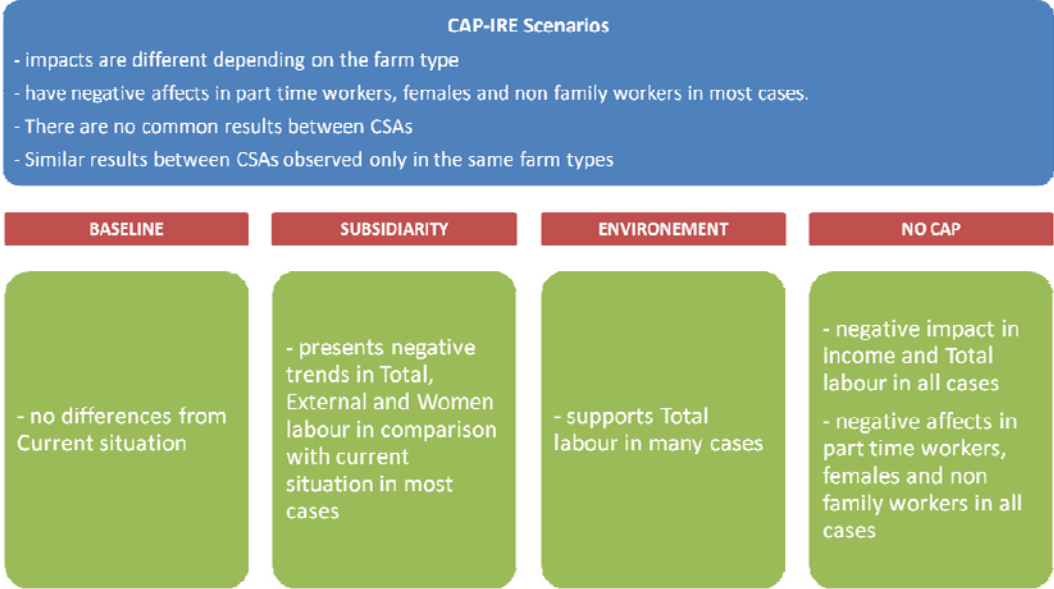 CAP-IRE Scenarios
- impacts are different depending on the farm type
- have negative affects in part time workers, females and non family workers in most cases.
- There are no common results between CSAs
- Similar results between CSAs observed only in the same farm types
BASELINE
SUBSIDIARITY
ENVIRONEMENT
NO CAP
- no differences from
Current situation
- presents negative
trends in Total,
External and Women
labour in comparison
with current
situation in most
cases
- supports Total
labour in many cases
- negative impact in
income and Total
labour in all cases
- negative affects in
part time workers,
females and non
family workers in all
cases